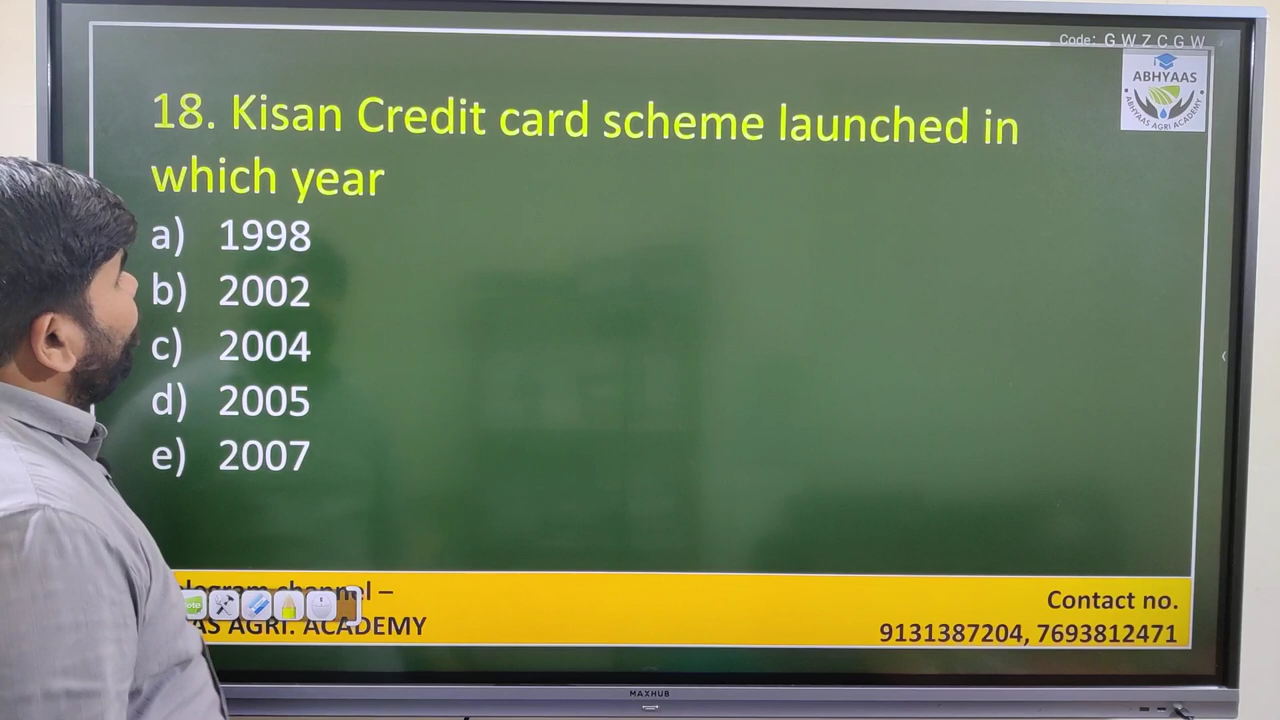 Code: G W Z C G W
ABHYAAS
ABHYAAS AGRI ACADEMY
18. Kisan Credit card scheme launched in
which year
a) 1998
b) 2002
c) 2004
d) 2005
e) 2007
Contact no.
AS AGRI. ACADEMY
9131387204, 7693812471
MAXHUB